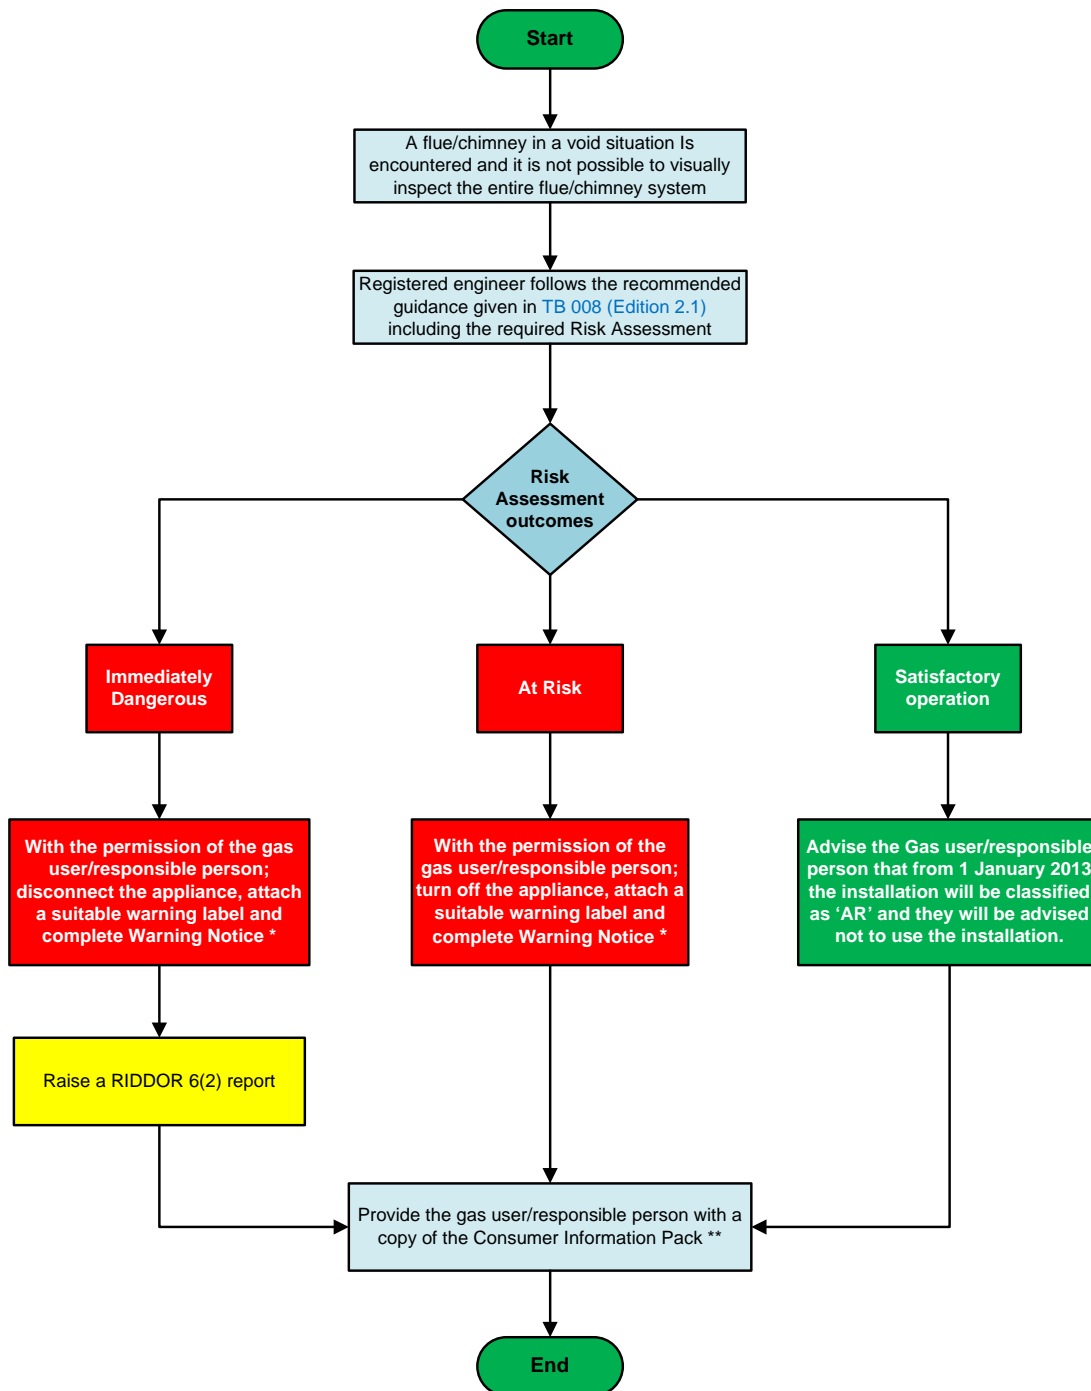 Start
A flue/chimney in a void situation Is
encountered and it is not possible to visually
inspect the entire flue/chimney system
Registered engineer follows the recommended
guidance given in TB 008 (Edition 2.1)
including the required Risk Assessment
Risk
Assessment
outcomes
Immediately
Dangerous
At Risk
Satisfactory
operation
With the permission of the gas
user/responsible person;
disconnect the appliance, attach
a suitable warning label and
complete Warning Notice *
With the permission of the
gas user/responsible person;
turn off the appliance, attach a
suitable warning label and
complete Warning Notice *
Advise the Gas user/responsible
person that from 1 January 2013
the installation will be classified
as ‘AR’ and they will be advised
not to use the installation.
Raise a RIDDOR 6(2) report
Provide the gas user/responsible person with a
copy of the Consumer Information Pack **
End